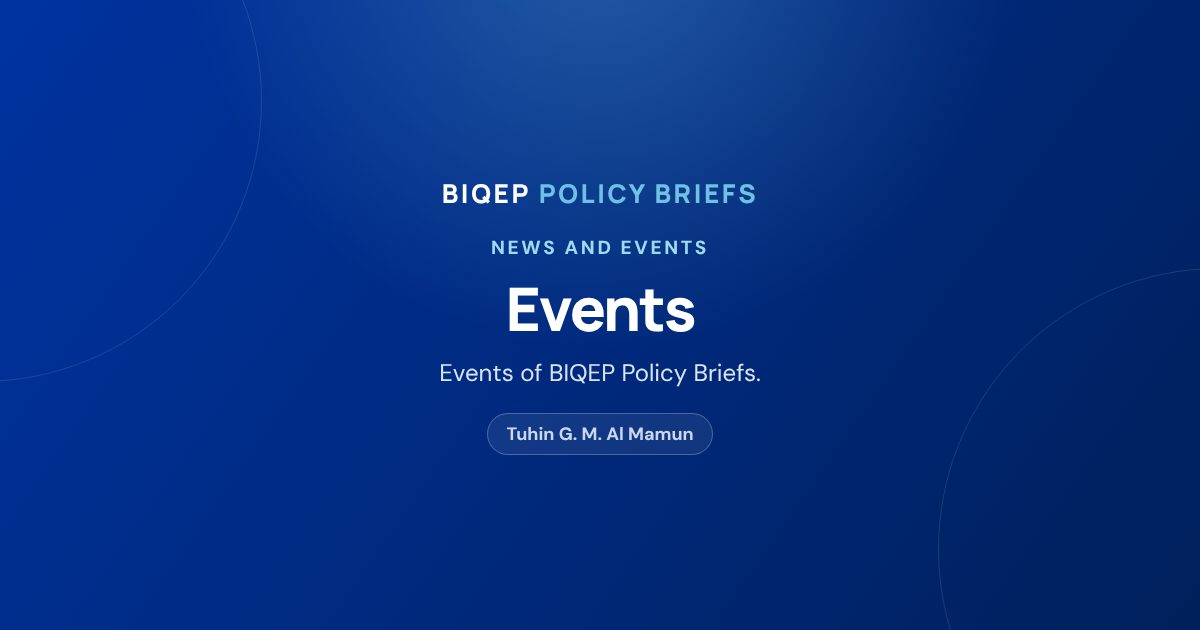 BIQEP POLICY BRIEFS
NEWS AND EVENTS
Events
Events of BIQEP Policy Briefs.
Tuhin G. M. Al Mamun